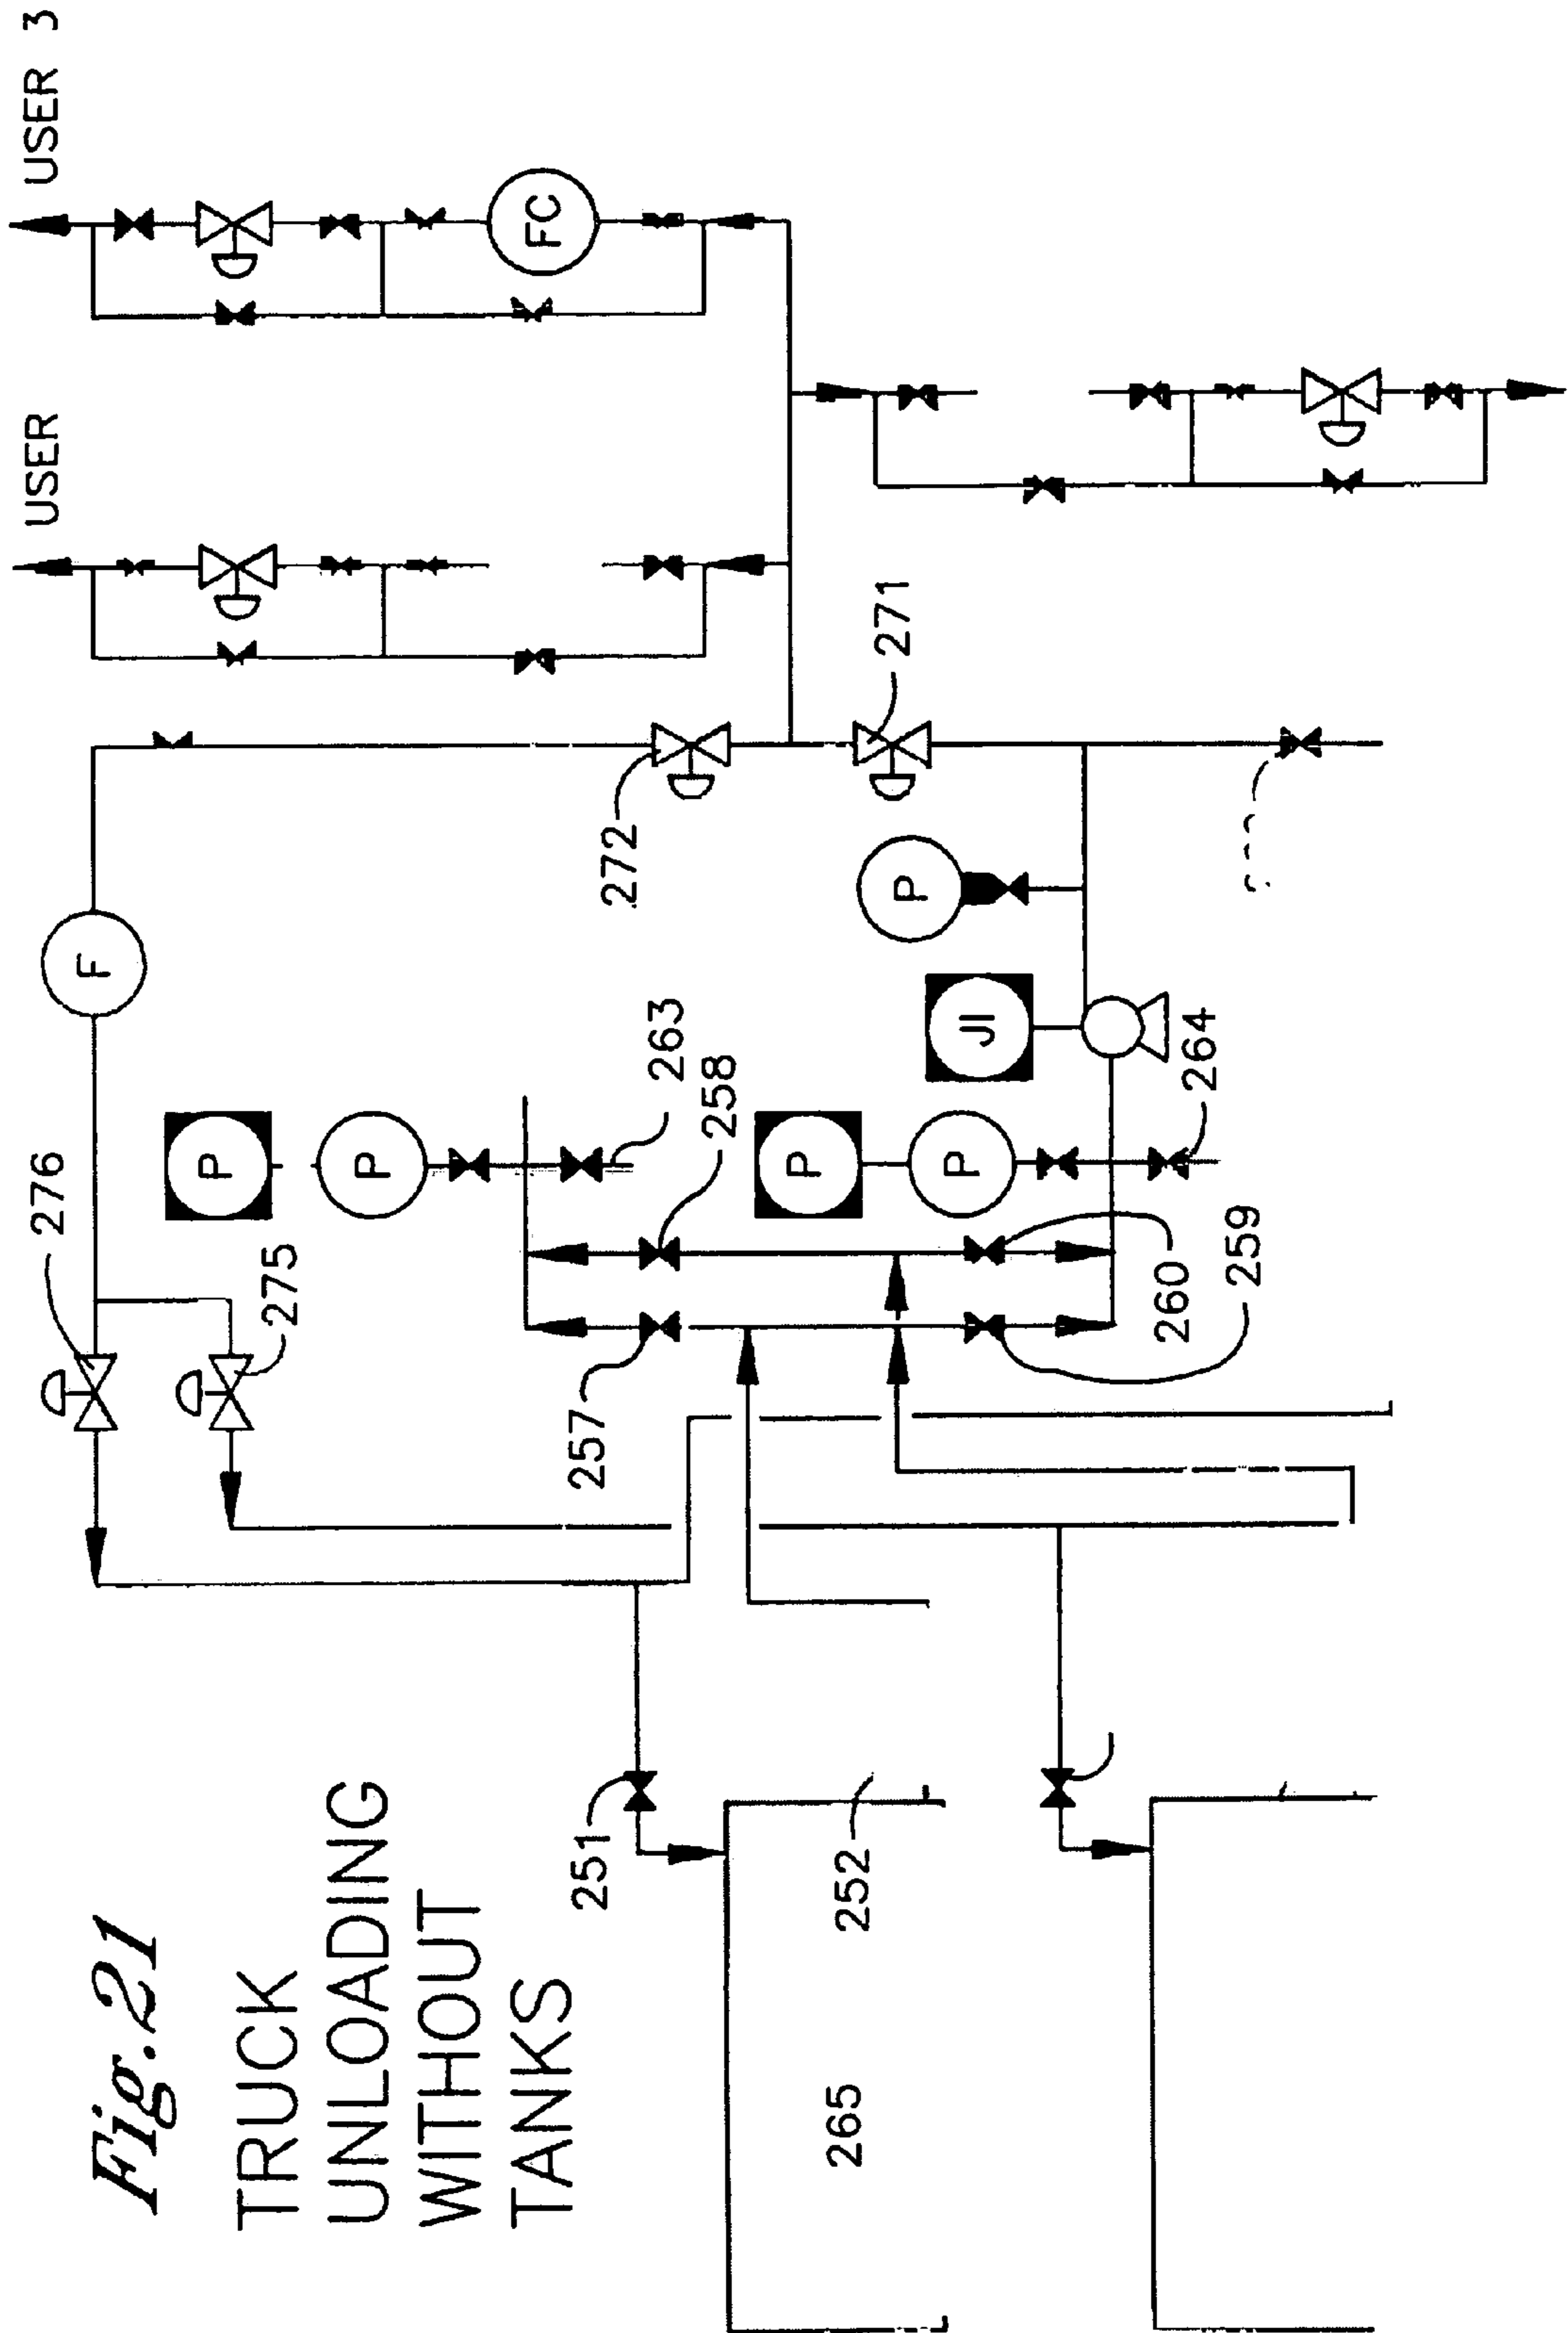 Fig. 21
TRUCK
UNLOADING
WITHOUT
TANKS
USER
USER 3
276
F
275
P
P
FC
251
257
263
258
272
P
P
JI
P
271
252
265
260
259
264